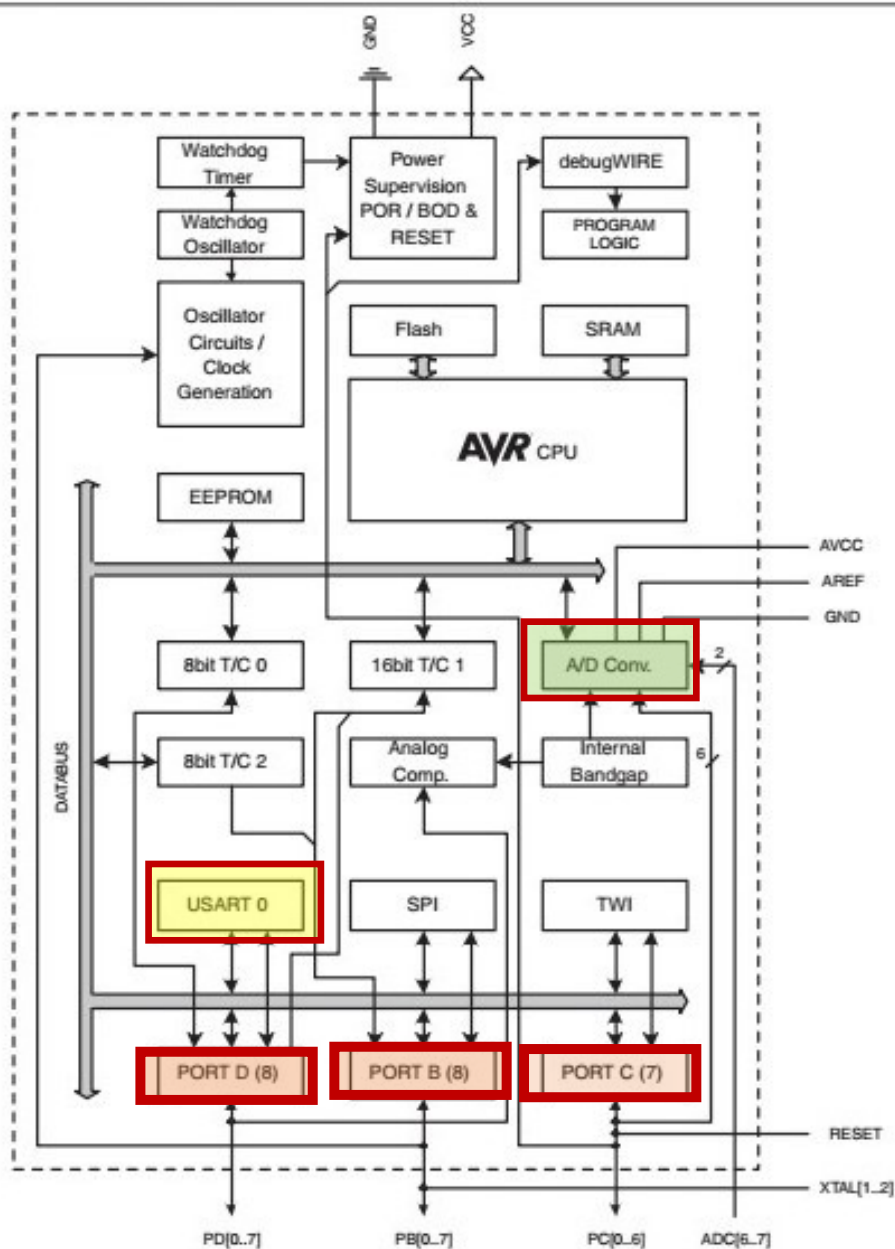 GND
VCC
Watchdog
Timer
Power
Supervision
POR / BOD &
RESET
debugWIRE
Watchdog
Oscillator
PROGRAM
LOGIC
Oscillator
Circuits /
Clock
Generation
Flash
SRAM
AVR CPU
EEPROM
AVCC
AREF
GND
8bit T/C 0
16bit T/C 1
A/D Conv.
2
8bit T/C 2
Analog
Comp.
Internal
Bandgap
6
DATABUS
USART 0
SPI
TWI
PORT D (8)
PORT B (8)
PORT C (7)
RESET
XTAL[1..2]
PD[0..7]
PB[0..7]
PC[0..6]
ADC[6..7]